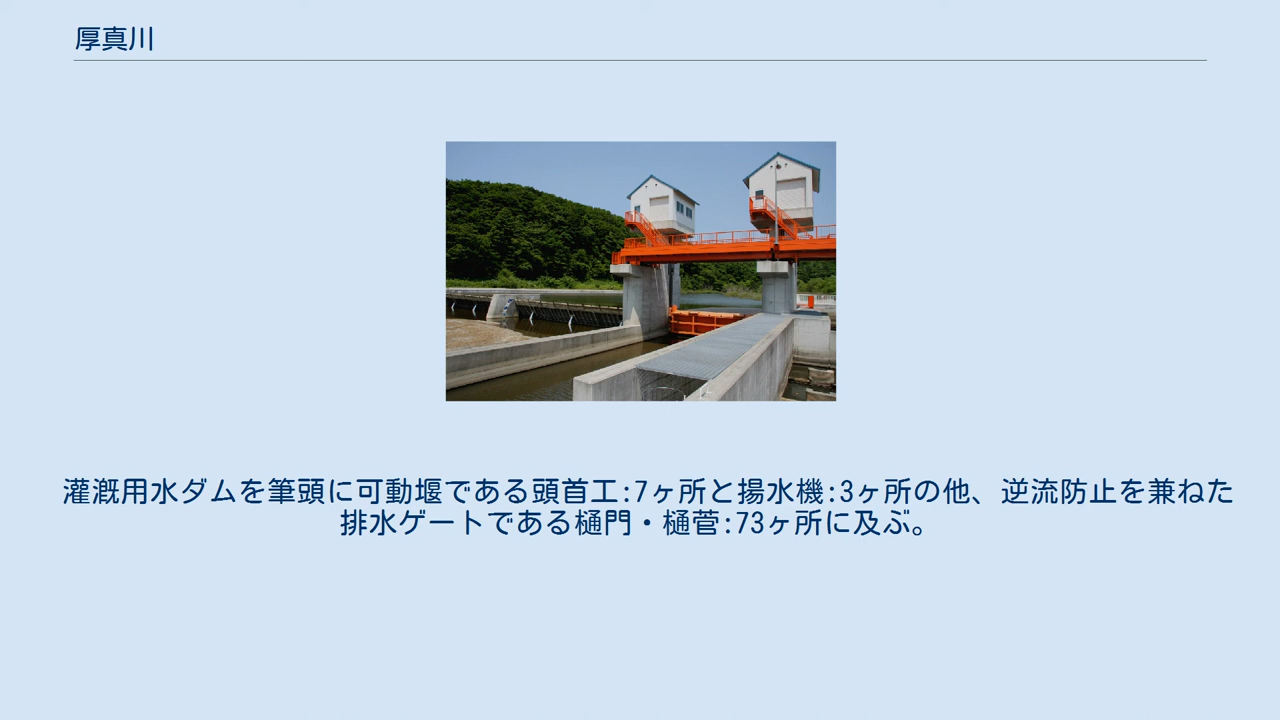 厚真川
灌漑用水ダムを筆頭に可動堰である頭首工:7ヶ所と揚水機:3ヶ所の他、逆流防止を兼ねた
排水ゲートである樋門・樋菅:73ヶ所に及ぶ。